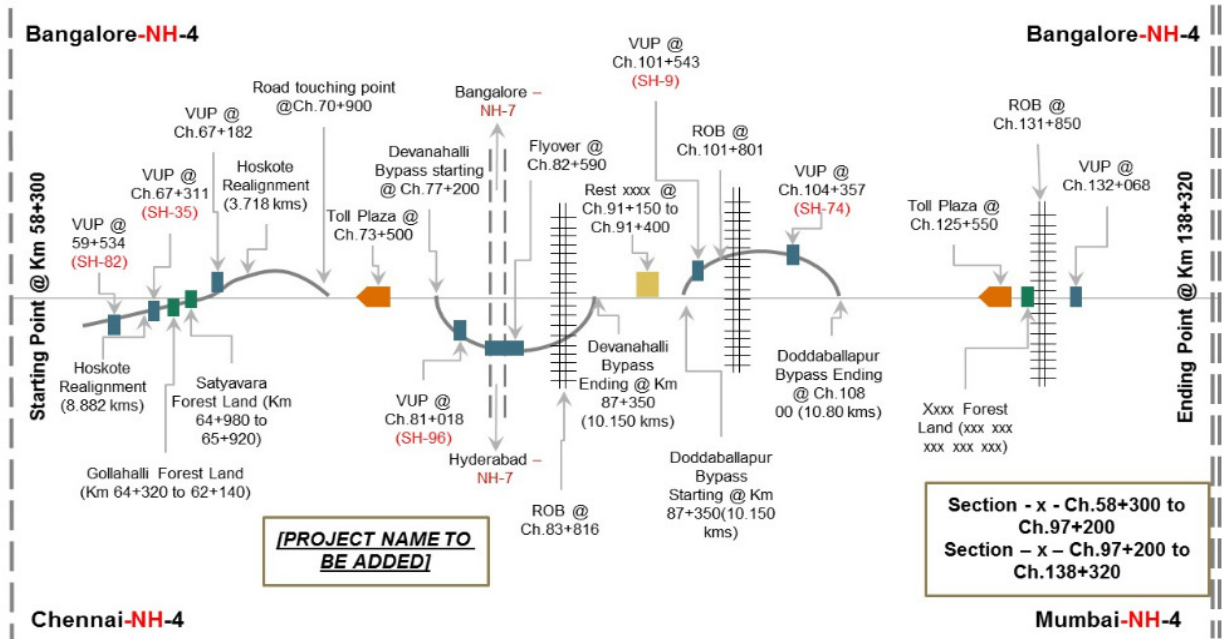 Bangalore-NH-4
Bangalore-NH-4
Starting Point @ Km 58+300
VUP @
59+534
(SH-82)
VUP @
Ch.67+311
(SH-35)
VUP @
Ch.67+182
Hoskote
Realignment
(3.718 kms)
Road touching point
@Ch.70+900
Toll Plaza @
Ch.73+500
Devanahalli
Bypass starting
@ Ch.77+200
Bangalore –
NH-7
Flyover @
Ch.82+590
Rest xxxx @
Ch.91+150 to
Ch.91+400
VUP @
Ch.101+543
(SH-9)
ROB @
Ch.101+801
VUP @
Ch.104+357
(SH-74)
Toll Plaza @
Ch.125+550
ROB @
Ch.131+850
VUP @
Ch.132+068
Ending Point @ Km 138+320
Hoskote
Realignment
(8.882 kms)
Satyavara
Forest Land (Km
64+980 to
65+920)
Gollahalli Forest Land
(Km 64+320 to 62+140)
VUP @
Ch.81+018
(SH-96)
Hyderabad –
NH-7
ROB @
Ch.83+816
Devanahalli
Bypass
Ending @ Km
87+350
(10.150 kms)
Doddaballapur
Bypass
Starting @ Km
87+350(10.150
kms)
Doddaballapur
Bypass Ending
@ Ch.108
00 (10.80 kms)
Xxxx Forest
Land (xxx xxx
xxx xxx xxx)
[PROJECT NAME TO
BE ADDED]
Section - x - Ch.58+300 to
Ch.97+200
Section – x – Ch.97+200 to
Ch.138+320
Chennai-NH-4
Mumbai-NH-4